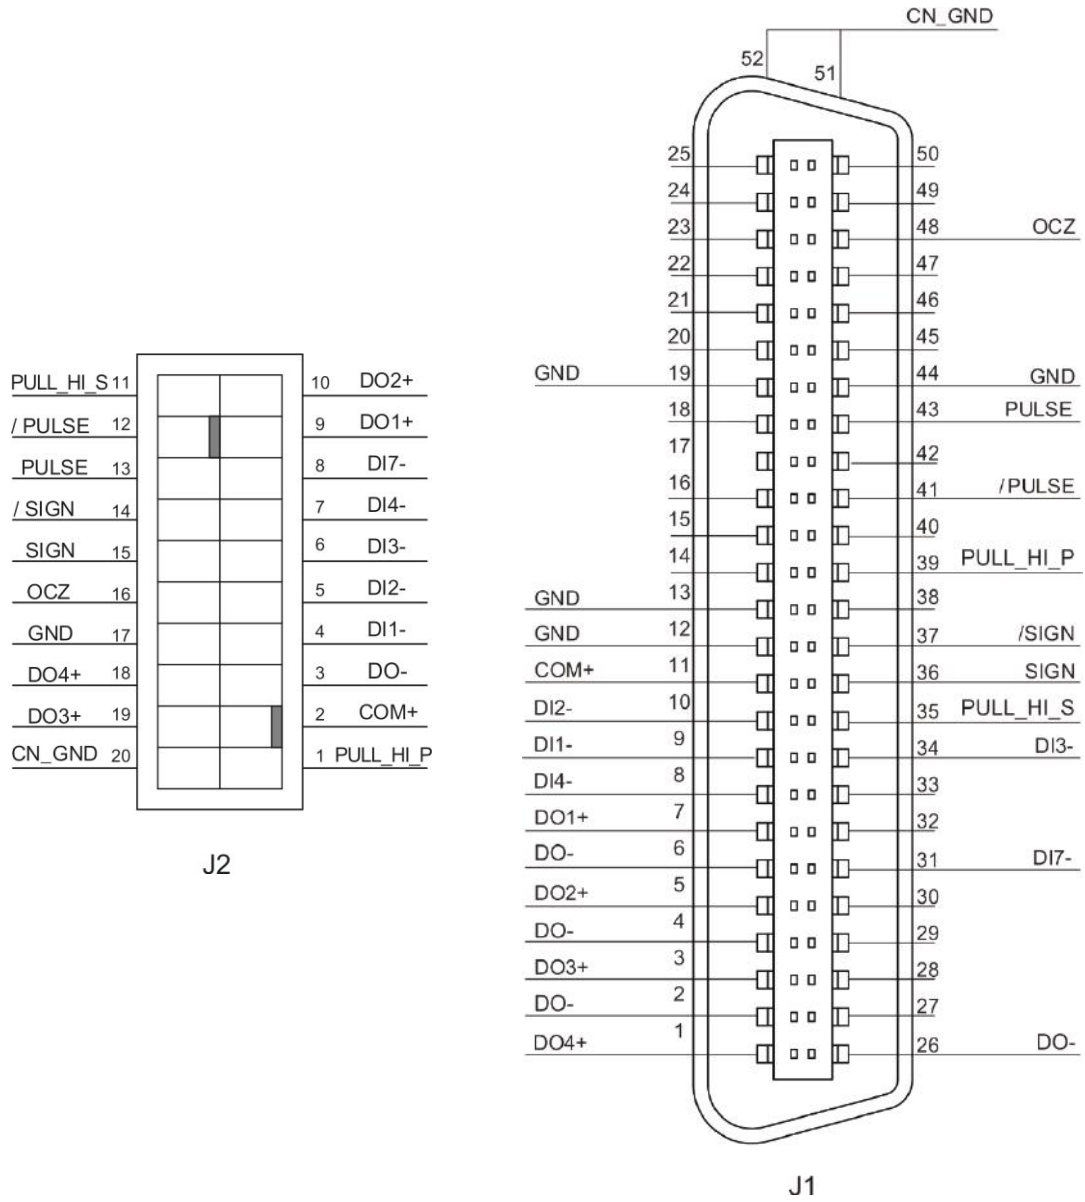 CN_GND
52
51
25 50
24 49
23 48 OCZ
22 47
21 46
20 45
GND 19 44 GND
18 43 PULSE
17 42
16 41 /PULSE
15 40
14 39 PULL_HI_P
GND 13 38
GND 12 37 /SIGN
COM+ 11 36 SIGN
DI2- 10 35 PULL_HI_S
DI1- 9 34 DI3-
DI4- 8 33
DO1+ 7 32
DO- 6 31 DI7-
DO2+ 5 30
DO- 4 29
DO3+ 3 28
DO- 2 27
DO4+ 1 26 DO-
J1
PULL_HI_S 11 10 DO2+
/ PULSE 12 9 DO1+
PULSE 13 8 DI7-
/ SIGN 14 7 DI4-
SIGN 15 6 DI3-
OCZ 16 5 DI2-
GND 17 4 DI1-
DO4+ 18 3 DO-
DO3+ 19 2 COM+
CN_GND 20 1 PULL_HI_P
J2